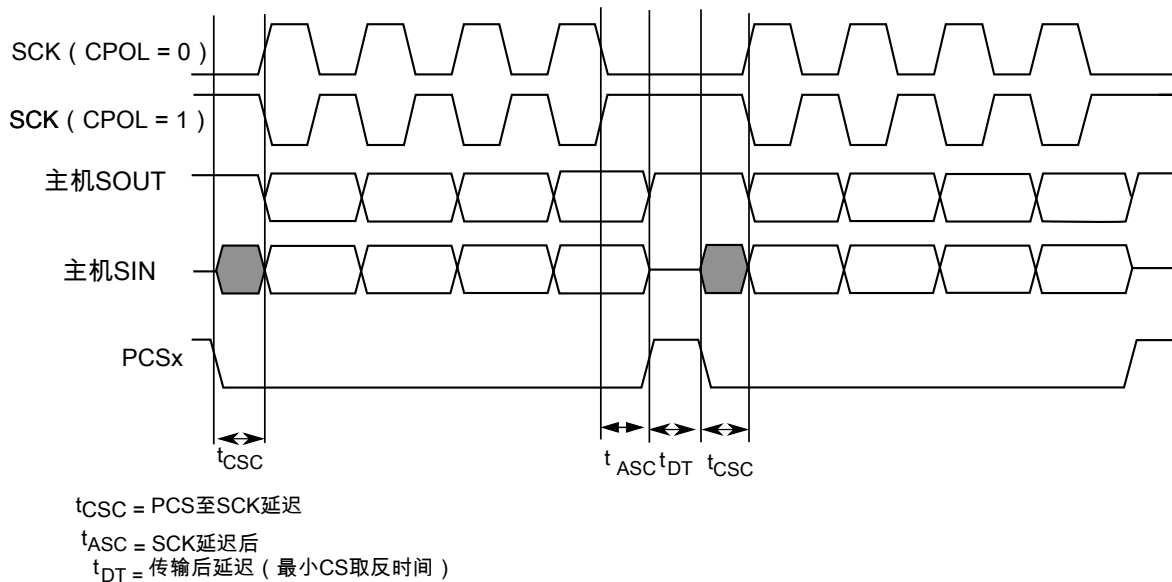 SCK（CPOL = 0）
SCK（CPOL = 1）
主机SOUT
主机SIN
PCSx
tCSC
tASC
tDT
tCSC
tCSC = PCS至SCK延迟
tASC = SCK延迟后
tDT = 传输后延迟（最小CS取反时间）